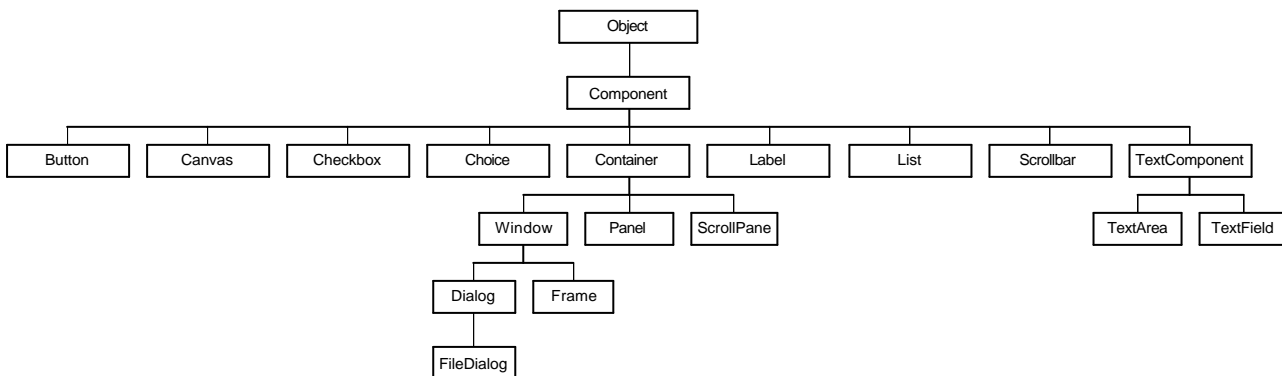 Object
Component
Button Canvas Checkbox Choice Container Label List Scrollbar TextComponent
Window Panel ScrollPane TextArea TextField
Dialog Frame
FileDialog